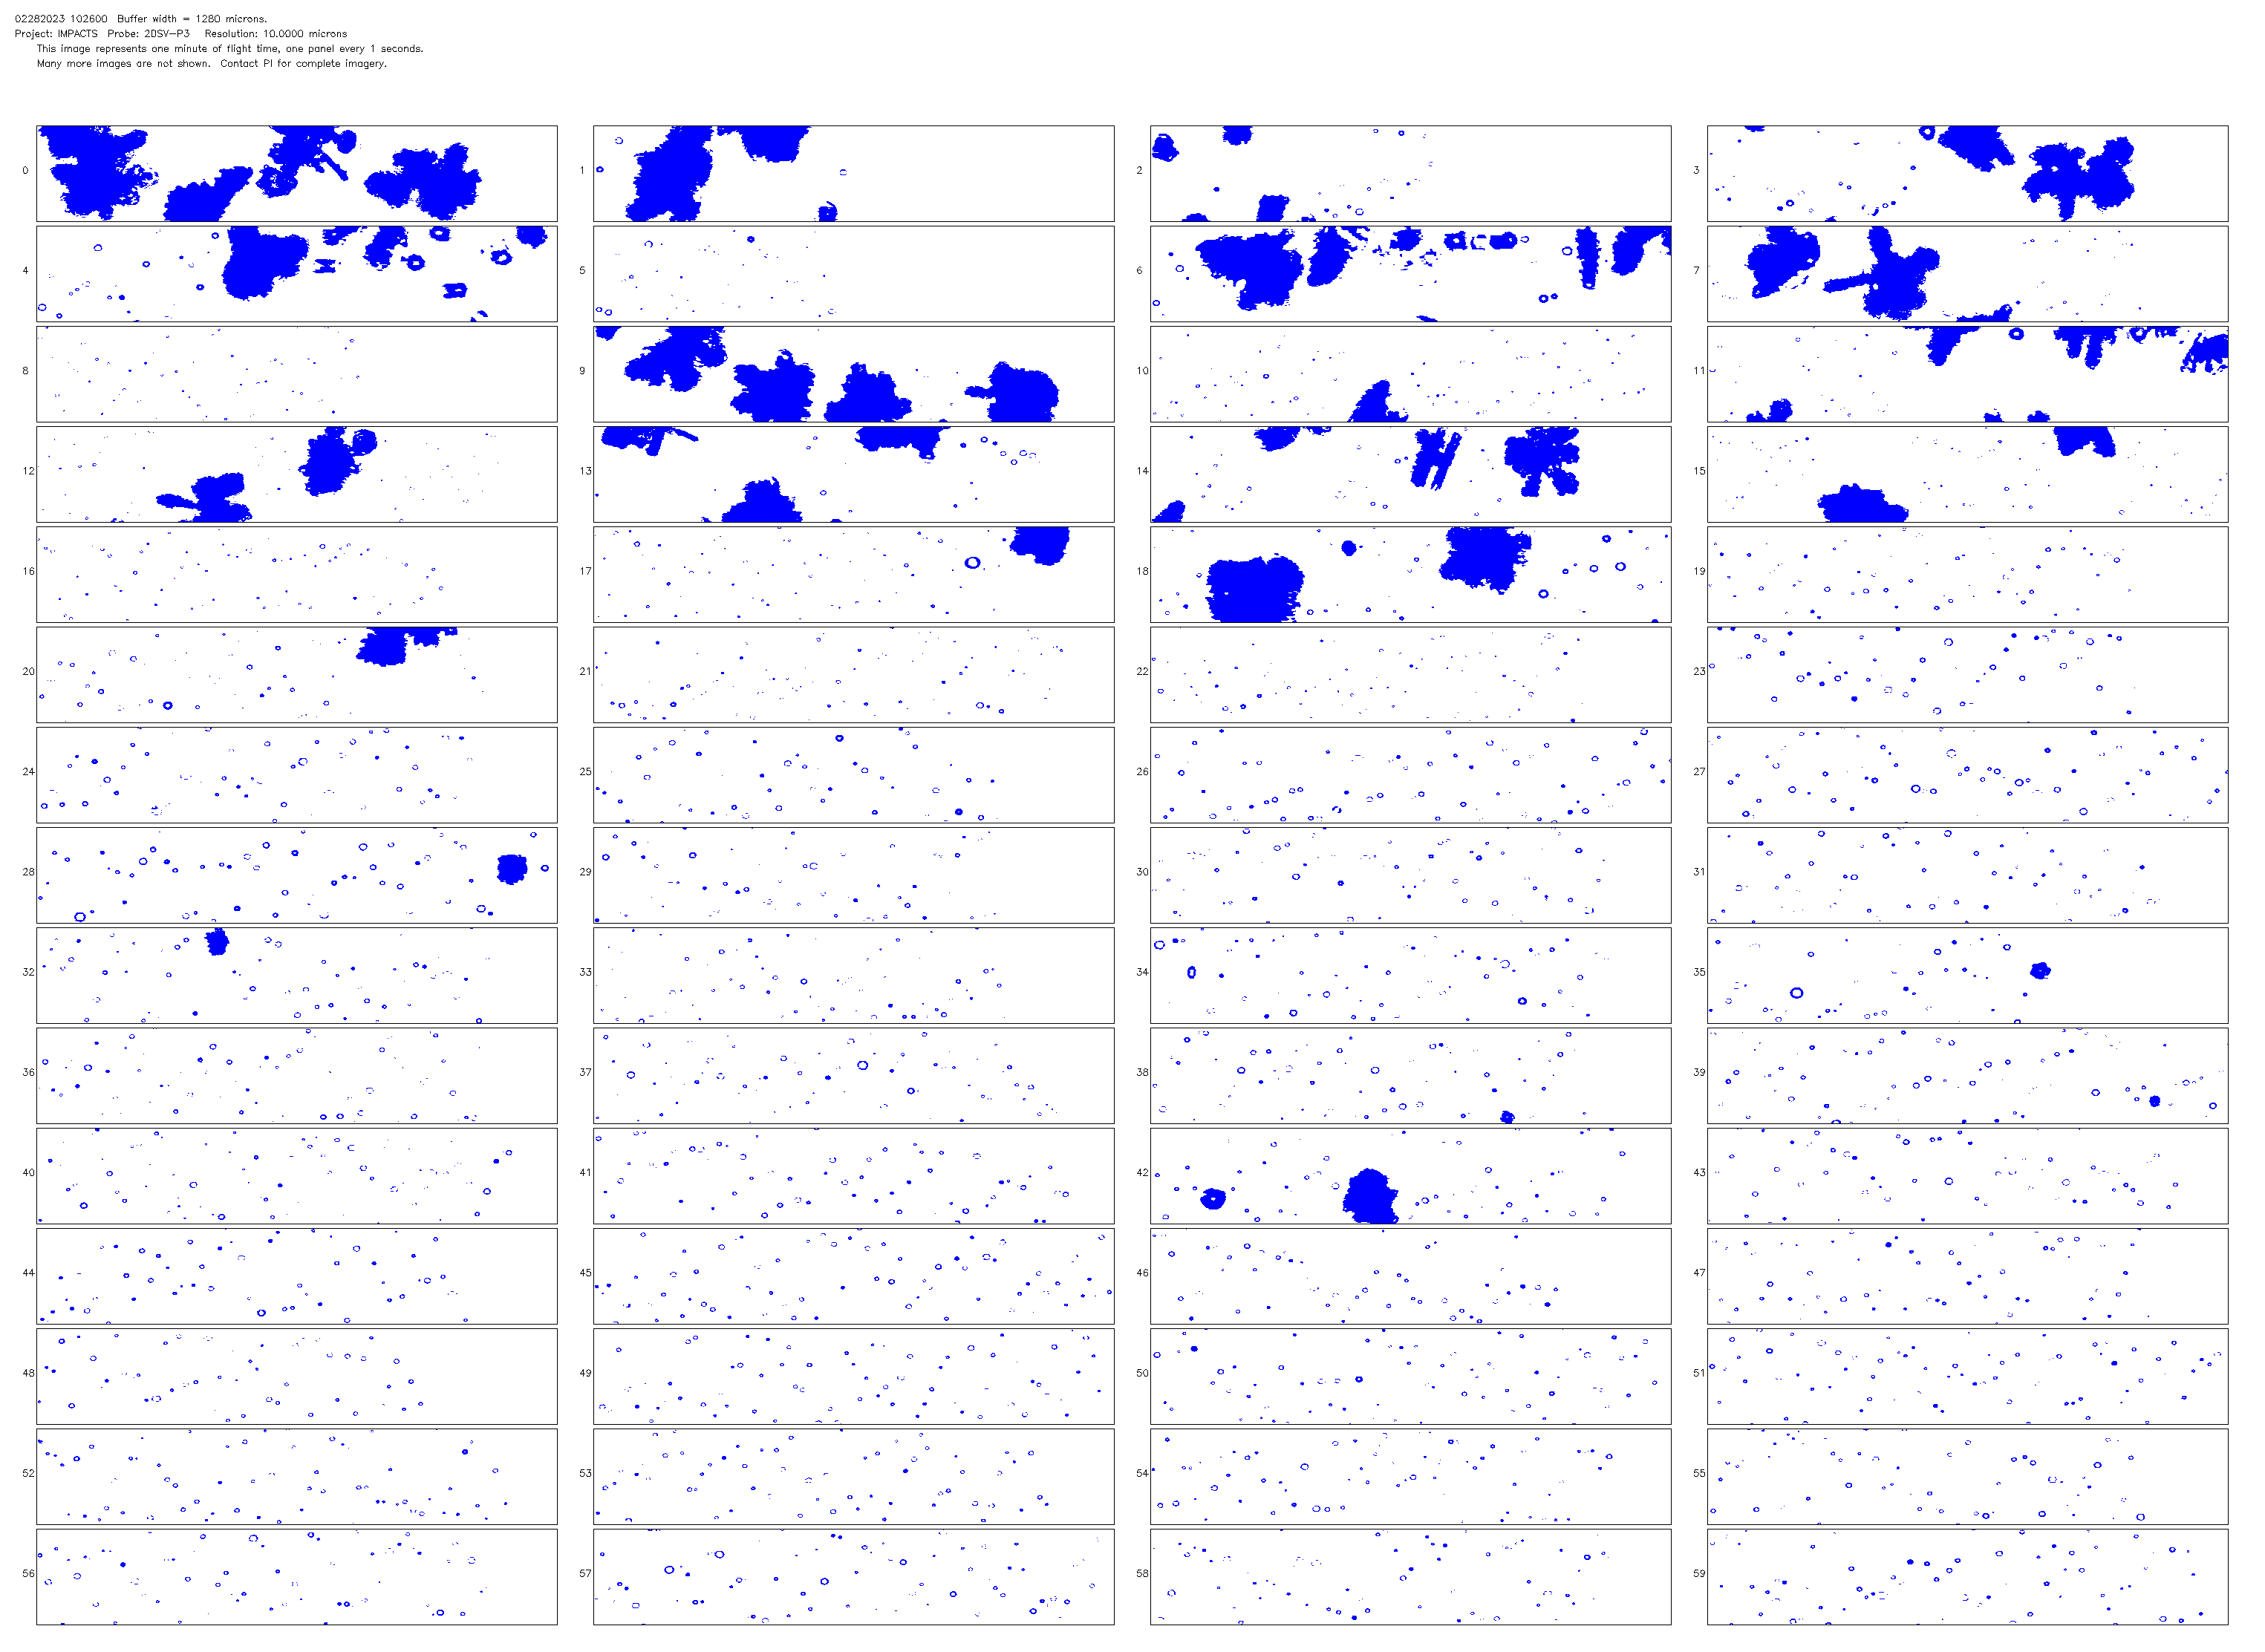 02282023 102600  Buffer width = 1280 microns.
Project: IMPACTS  Probe: 2DSV-P3   Resolution: 10.0000 microns
This image represents one minute of flight time, one panel every 1 seconds.
Many more images are not shown.  Contact PI for complete imagery.
0 1 2 3
4 5 6 7
8 9 10 11
12 13 14 15
16 17 18 19
20 21 22 23
24 25 26 27
28 29 30 31
32 33 34 35
36 37 38 39
40 41 42 43
44 45 46 47
48 49 50 51
52 53 54 55
56 57 58 59